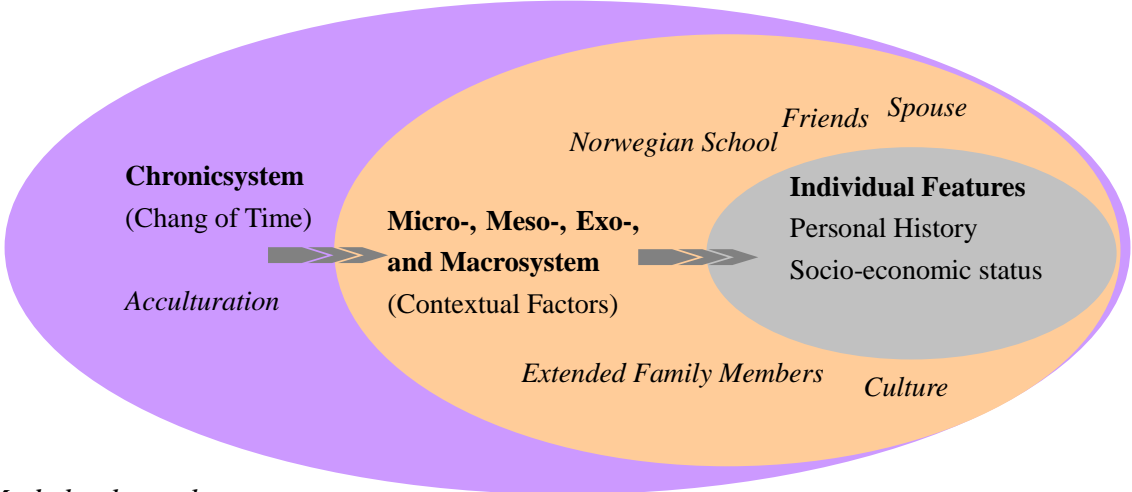 Friends
Spouse
Norwegian School
Chronicsystem
(Chang of Time)
Acculturation
Micro-, Meso-, Exo-,
and Macrosystem
(Contextual Factors)
Individual Features
Personal History
Socio-economic status
Extended Family Members
Culture